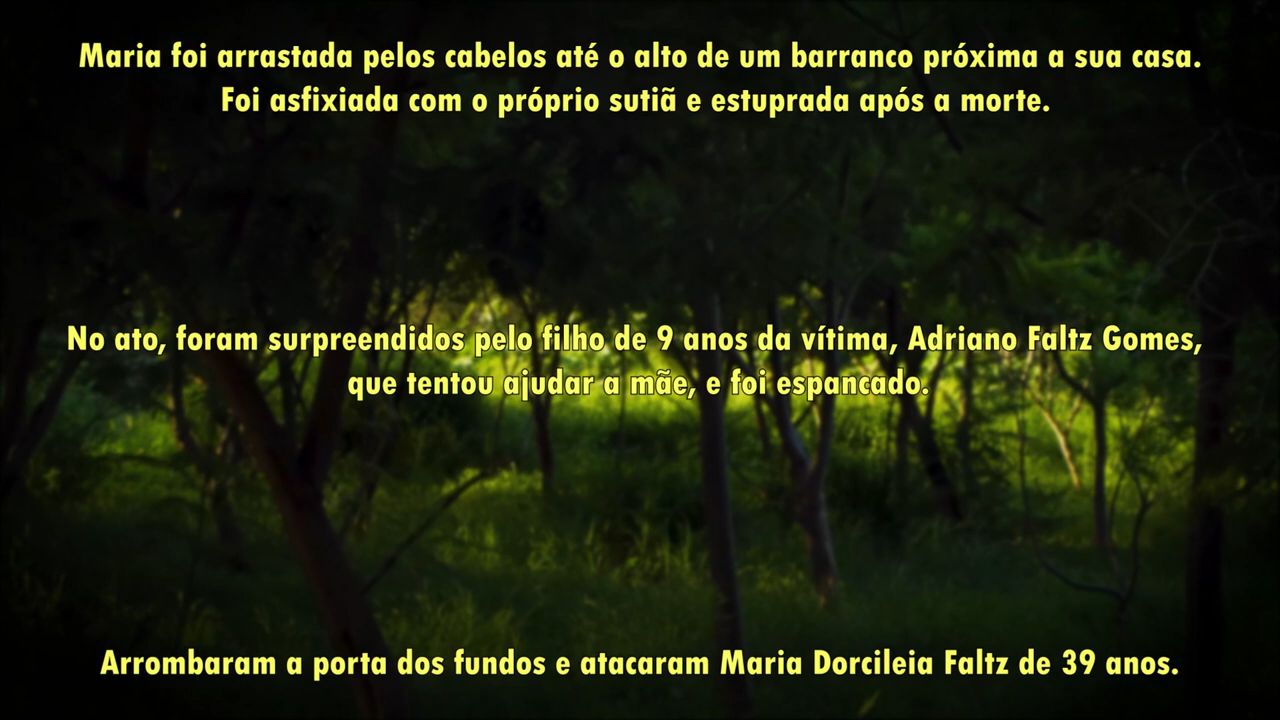 Maria foi arrastada pelos cabelos até o alto de um barranco próxima a sua casa.
Foi asfixiada com o próprio sutiã e estuprada após a morte.
No ato, foram surpreendidos pelo filho de 9 anos da vítima, Adriano Faltz Gomes,
que tentou ajudar a mãe, e foi espancado.
Arrombaram a porta dos fundos e atacaram Maria Dorcileia Faltz de 39 anos.